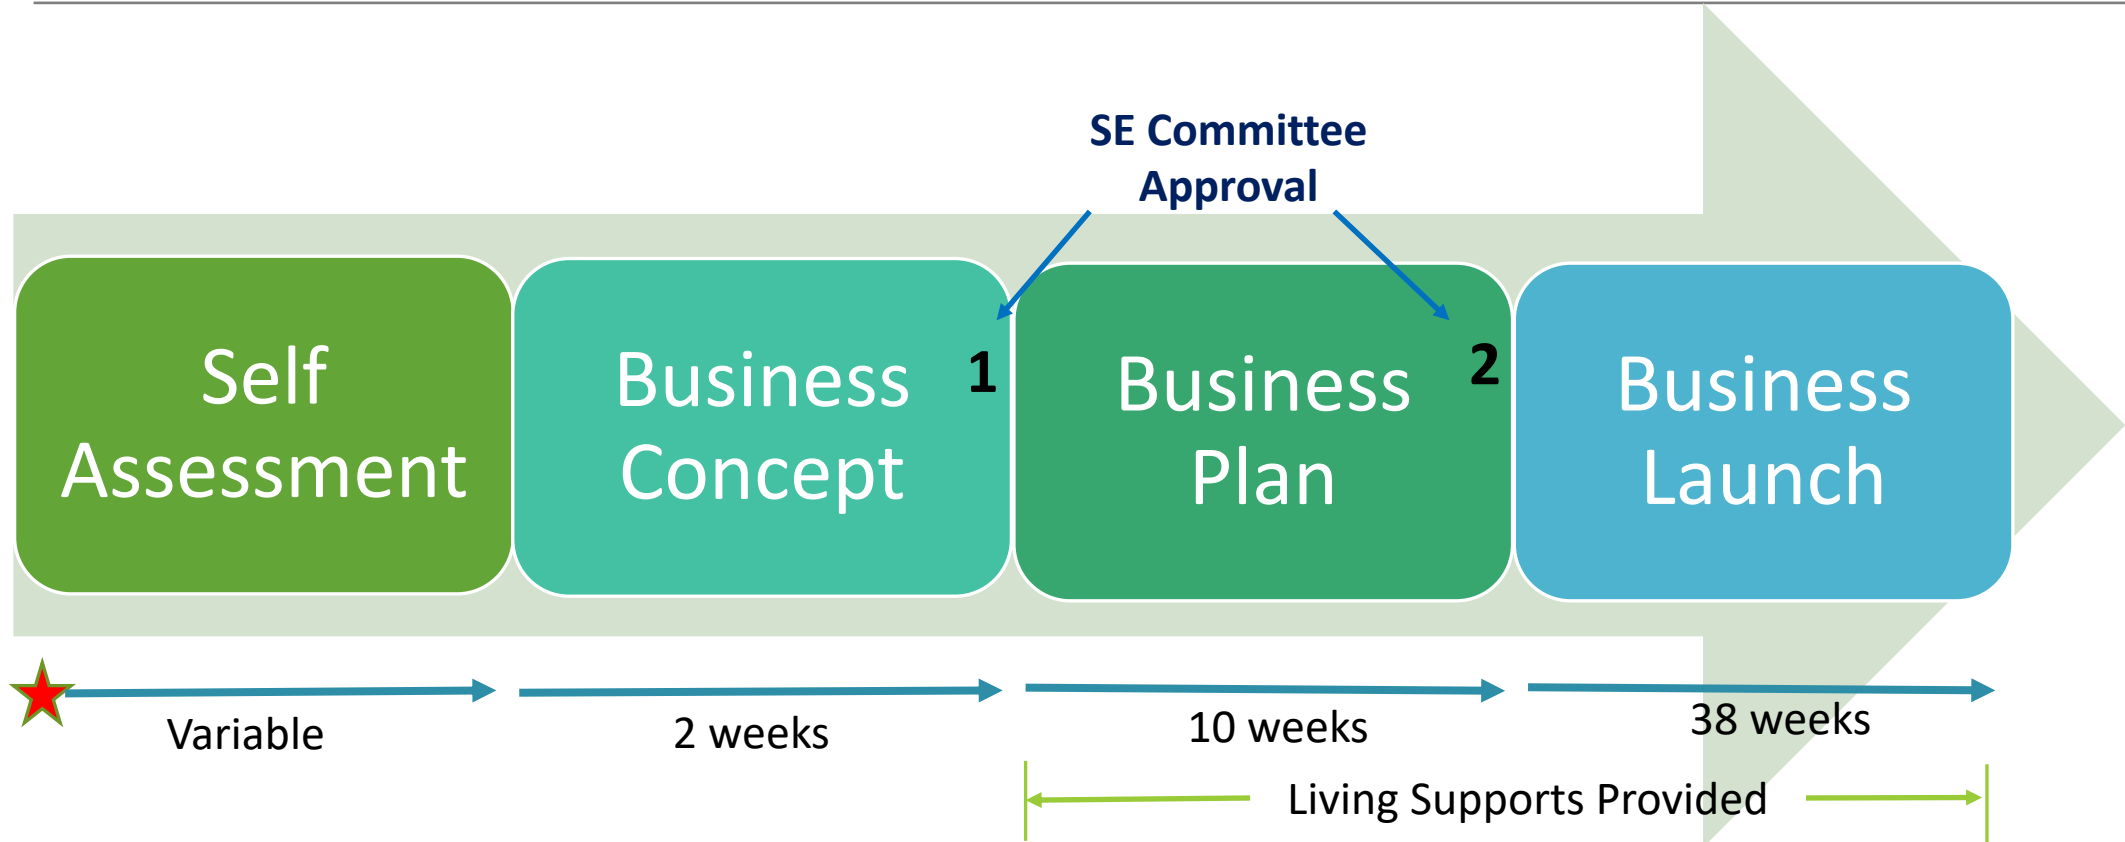 SE Committee
Approval
Self
Assessment
Business
Concept
1
Business
Plan
2
Business
Launch
Variable
2 weeks
10 weeks
38 weeks
Living Supports Provided